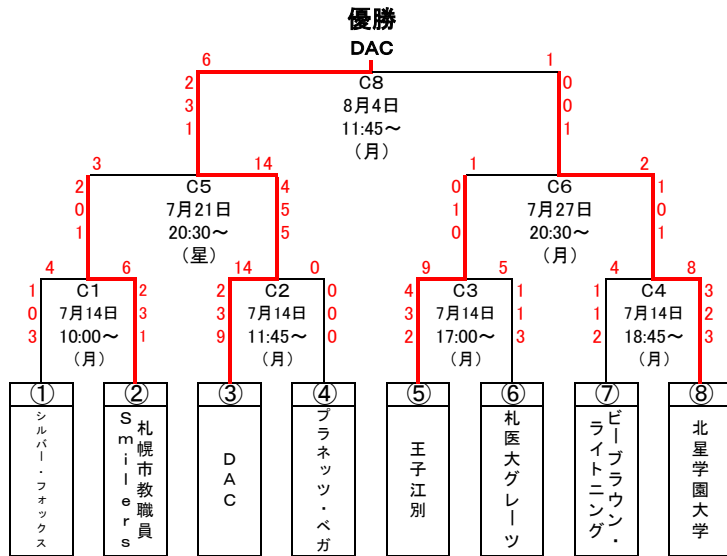 優勝
DAC
6
1
2
3
1
C8
8月4日
11:45～
(月)
0
0
1
3
14
1
2
2
0
1
C5
7月21日
20:30～
(星)
4
5
5
0
1
0
C6
7月27日
20:30～
(月)
1
0
1
4
6
14
0
9
5
4
8
1
0
3
C1
7月14日
10:00～
(月)
2
3
1
2
3
9
C2
7月14日
11:45～
(月)
0
0
0
4
3
2
C3
7月14日
17:00～
(月)
1
1
3
1
1
2
C4
7月14日
18:45～
(月)
3
2
3
①
②
③
④
⑤
⑥
⑦
⑧
シルバー・フォックス
札幌市教職員
Smilers
DAC
プラネッツ・ベガ
王子江別
札医大グレーツ
ビーブラウン・
ライトニング
北星学園大学